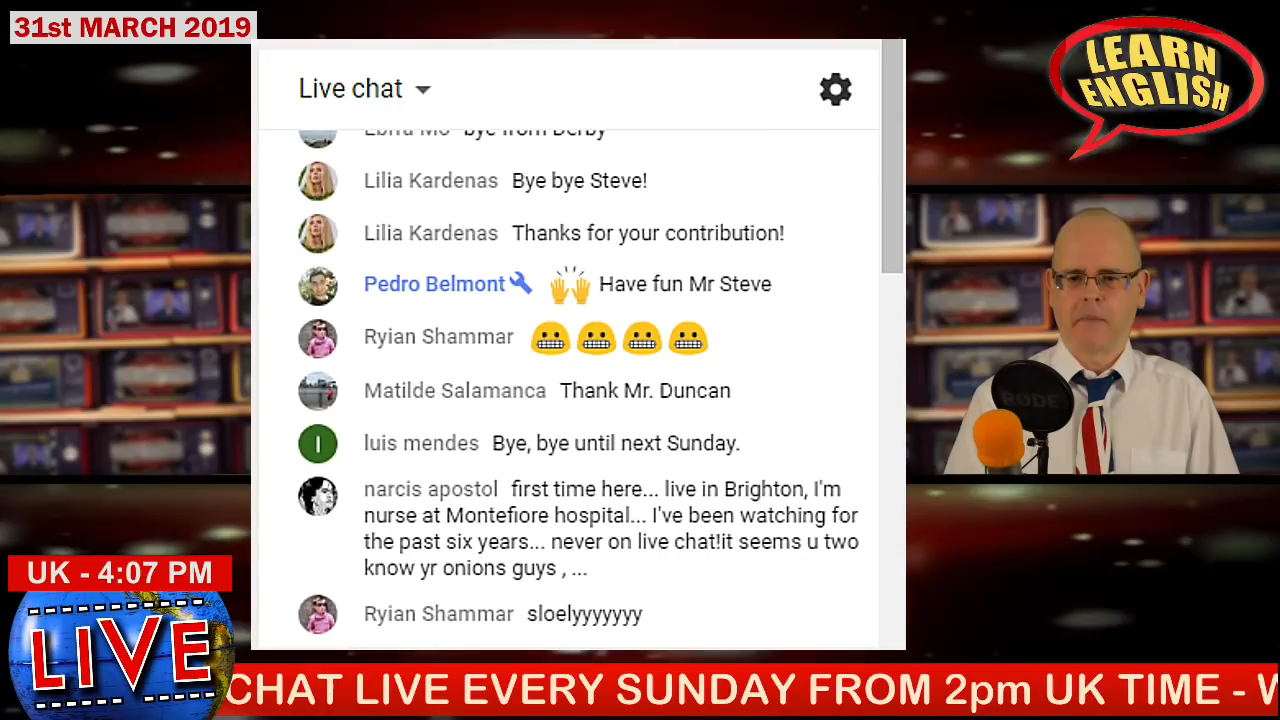 31st MARCH 2019
LEARN
ENGLISH
Live chat
bye from Derby
Lilia Kardenas Bye bye Steve!
Lilia Kardenas Thanks for your contribution!
Pedro Belmont Have fun Mr Steve
Ryian Shammar
Matilde Salamanca Thank Mr. Duncan
I luis mendes Bye, bye until next Sunday.
narcis apostol first time here... live in Brighton, I'm
nurse at Montefiore hospital... I've been watching for
the past six years... never on live chat!it seems u two
know yr onions guys , ...
Ryian Shammar sloelyyyyyyy
RODE
UK - 4:07 PM
LIVE
CHAT LIVE EVERY SUNDAY FROM 2pm UK TIME - W